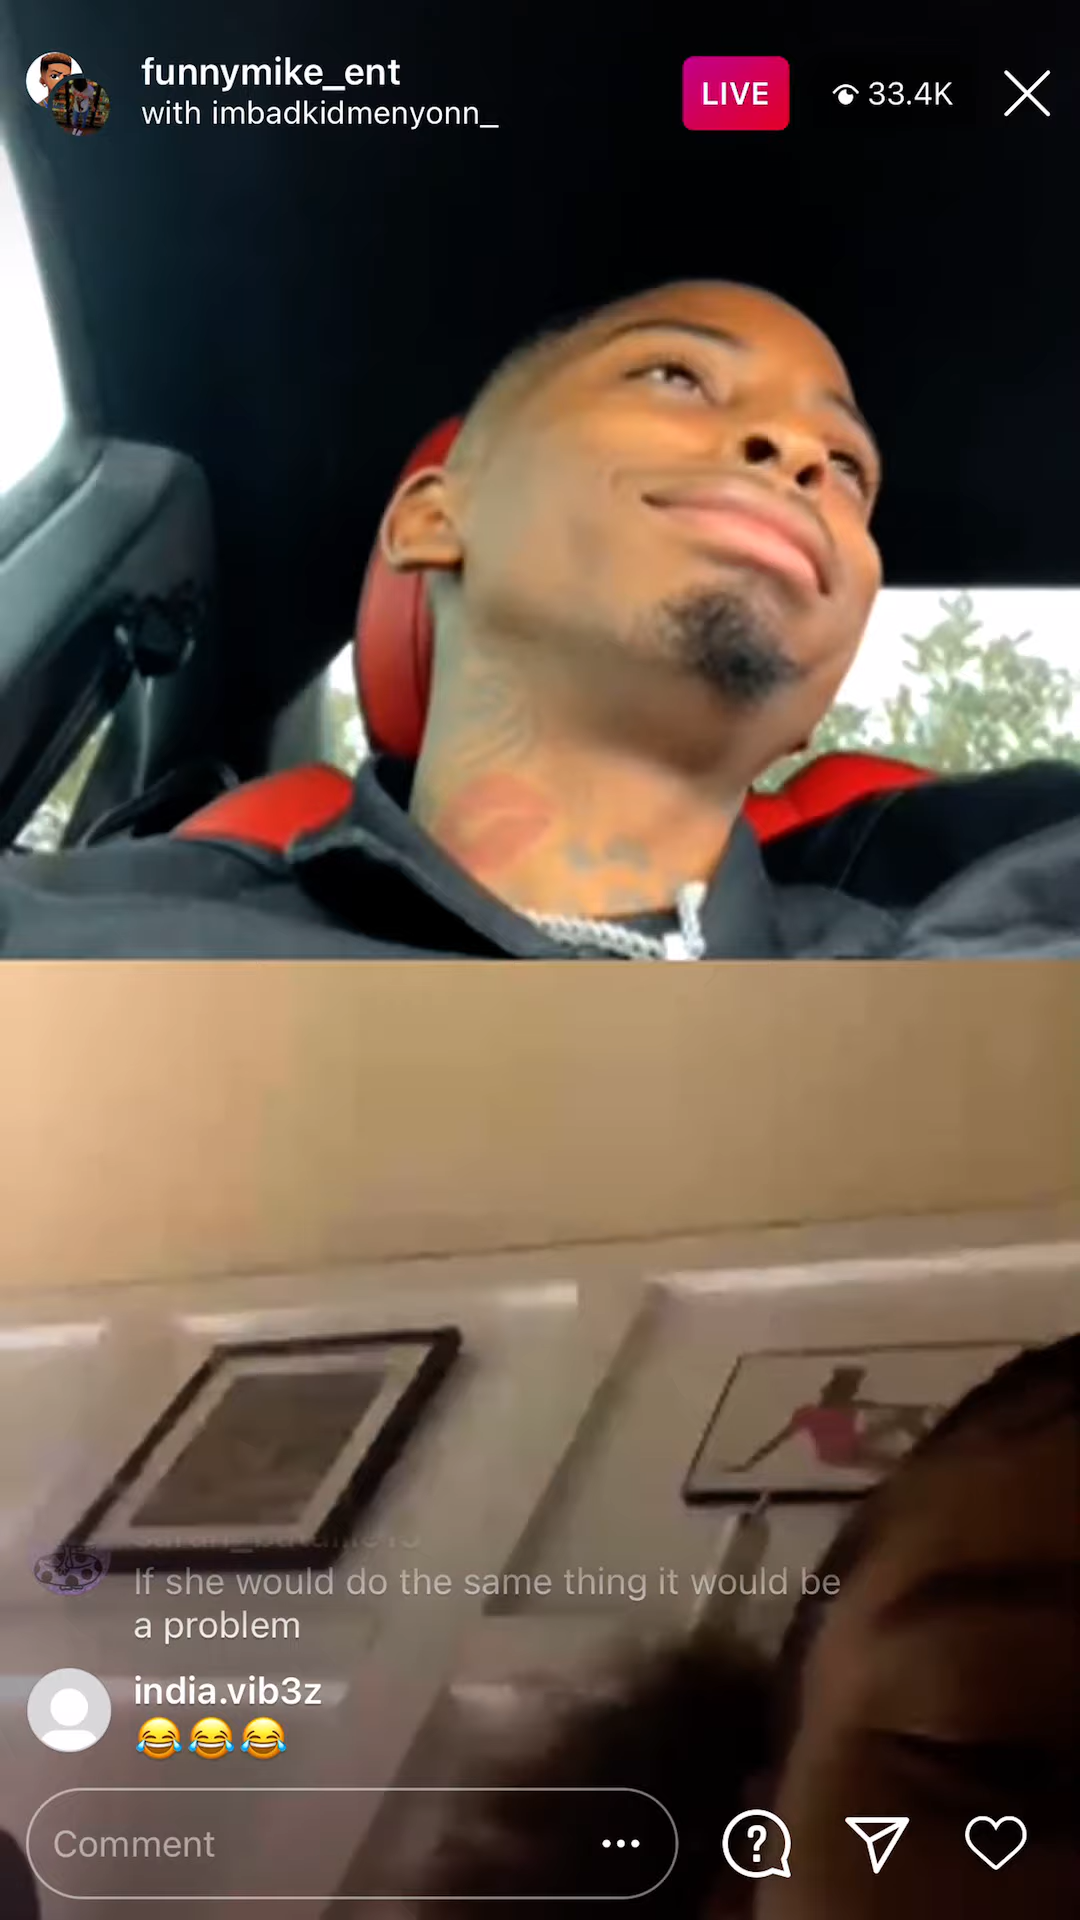 funnymike_ent
with imbadkidmenyonn_
LIVE
33.4K
If she would do the same thing it would be
a problem
india.vib3z
😂😂😂
Comment